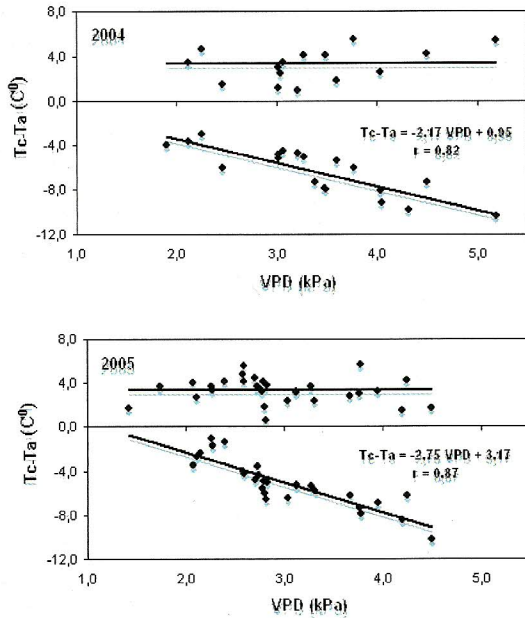 8,0
2004
4,0
0,0
-4,0
-8,0
-12,0
Tc-Ta (C⁰)
Tc-Ta = -2.17 VPD + 0.95
r = 0.82
1,0 2,0 3,0 4,0 5,0
VPD (kPa)
8,0
2005
4,0
0,0
-4,0
-8,0
-12,0
Tc-Ta (C⁰)
Tc-Ta = -2.75 VPD + 3.17
r = 0.87
1,0 2,0 3,0 4,0 5,0
VPD (kPa)